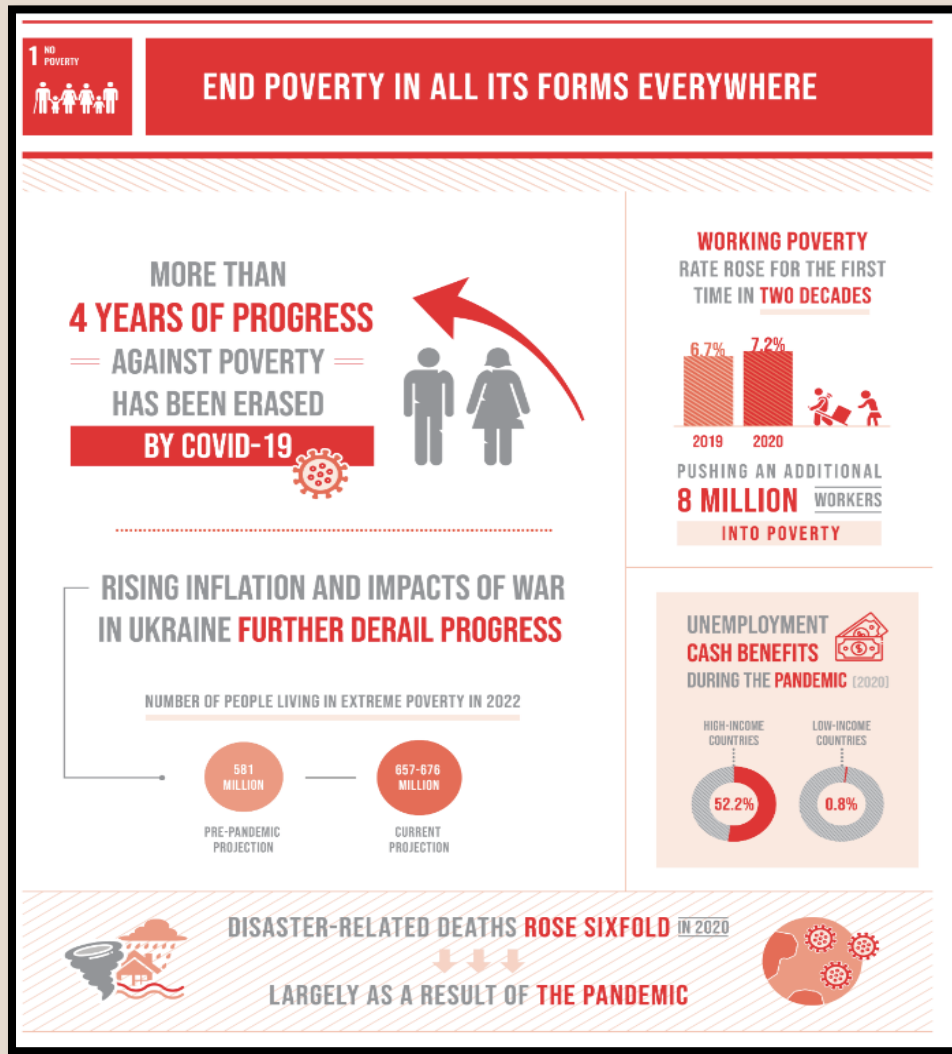 1 NO
POVERTY
END POVERTY IN ALL ITS FORMS EVERYWHERE
MORE THAN
4 YEARS OF PROGRESS
AGAINST POVERTY
HAS BEEN ERASED
BY COVID-19
RISING INFLATION AND IMPACTS OF WAR
IN UKRAINE FURTHER DERAIL PROGRESS
NUMBER OF PEOPLE LIVING IN EXTREME POVERTY IN 2022
581
MILLION
PRE-PANDEMIC
PROJECTION
657-676
MILLION
CURRENT
PROJECTION
WORKING POVERTY
RATE ROSE FOR THE FIRST
TIME IN TWO DECADES
6.7% 7.2%
2019 2020
PUSHING AN ADDITIONAL
8 MILLION WORKERS
INTO POVERTY
UNEMPLOYMENT
CASH BENEFITS
DURING THE PANDEMIC [2020]
HIGH-INCOME
COUNTRIES
52.2%
LOW-INCOME
COUNTRIES
0.8%
DISASTER-RELATED DEATHS ROSE SIXFOLD IN 2020
LARGELY AS A RESULT OF THE PANDEMIC